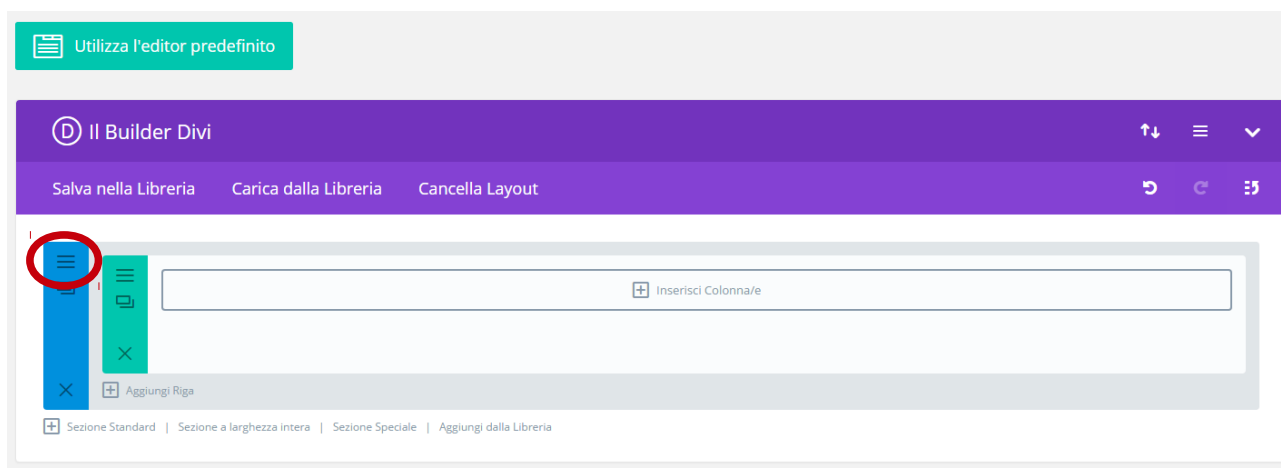 Utilizza l'editor predefinito
D Il Builder Divi
Salva nella Libreria Carica dalla Libreria Cancella Layout
Inserisci Colonna/e
Aggiungi Riga
Sezione Standard | Sezione a larghezza intera | Sezione Speciale | Aggiungi dalla Libreria